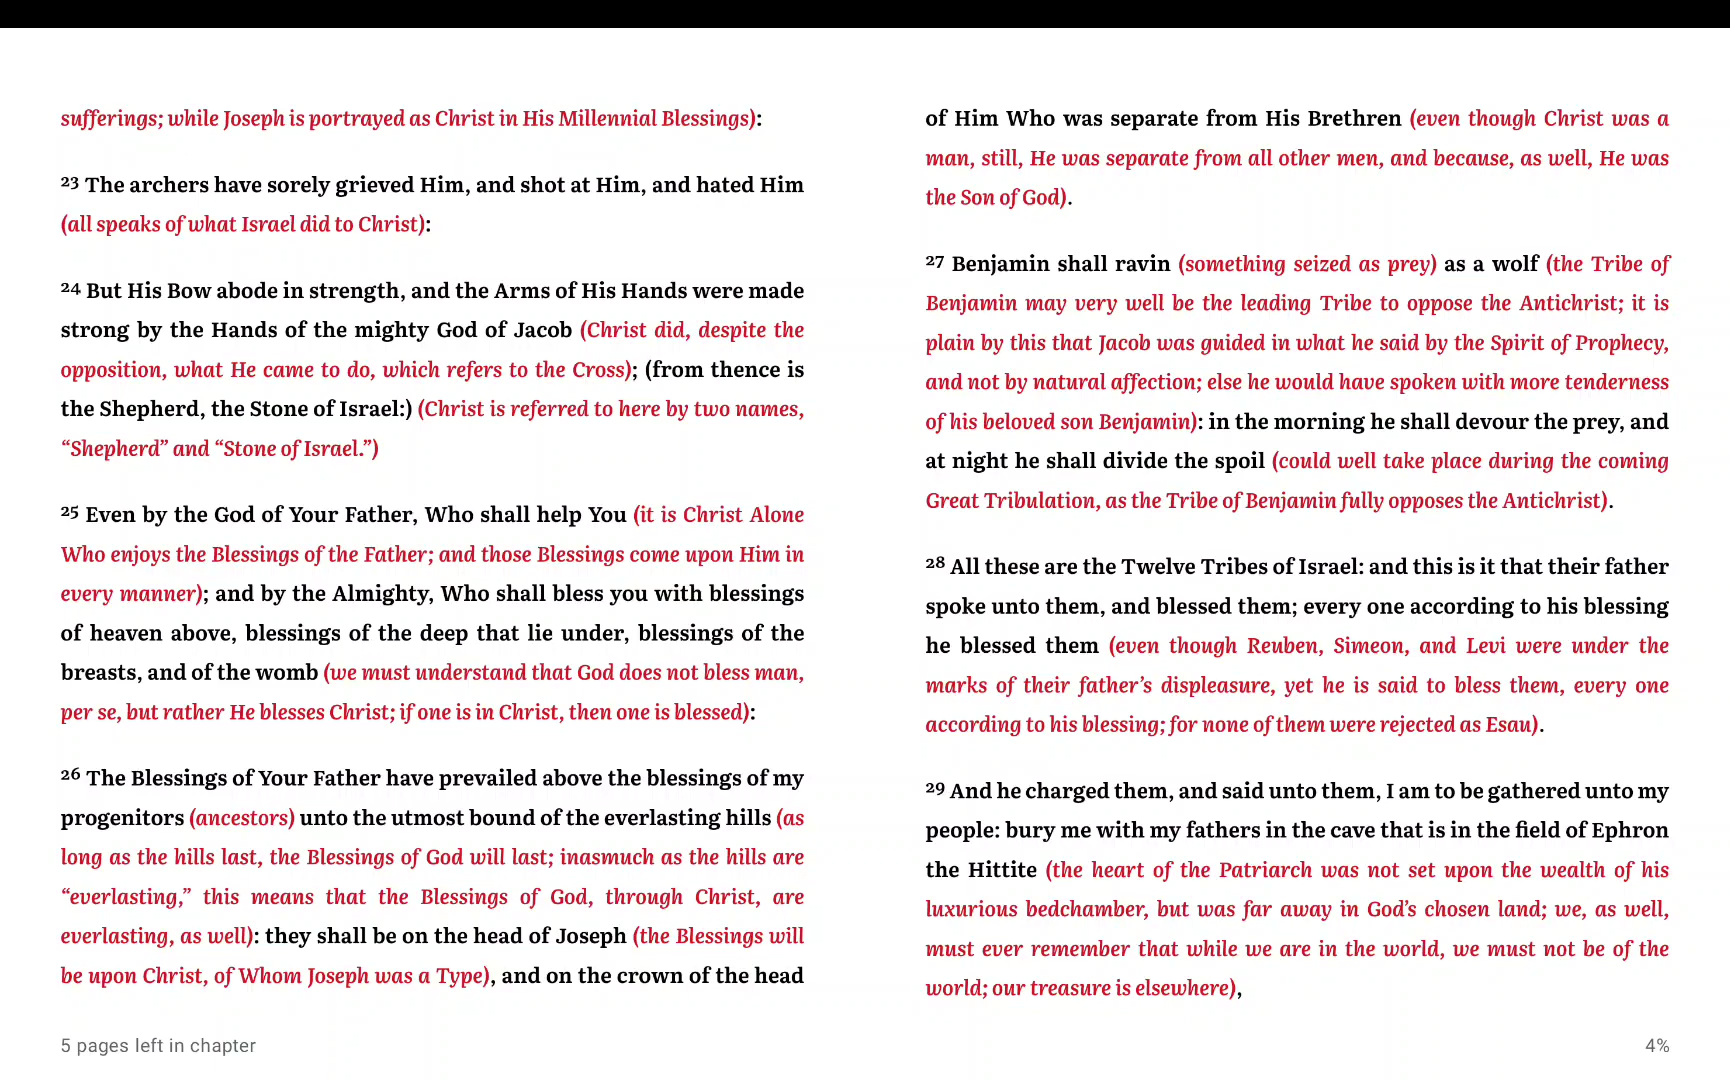 sufferings; while Joseph is portrayed as Christ in His Millennial Blessings):
23 The archers have sorely grieved Him, and shot at Him, and hated Him
(all speaks of what Israel did to Christ):
24 But His Bow abode in strength, and the Arms of His Hands were made
strong by the Hands of the mighty God of Jacob (Christ did, despite the
opposition, what He came to do, which refers to the Cross); (from thence is
the Shepherd, the Stone of Israel:) (Christ is referred to here by two names,
“Shepherd” and “Stone of Israel.”)
25 Even by the God of Your Father, Who shall help You (it is Christ Alone
Who enjoys the Blessings of the Father; and those Blessings come upon Him in
every manner); and by the Almighty, Who shall bless you with blessings
of heaven above, blessings of the deep that lie under, blessings of the
breasts, and of the womb (we must understand that God does not bless man,
per se, but rather He blesses Christ; if one is in Christ, then one is blessed):
26 The Blessings of Your Father have prevailed above the blessings of my
progenitors (ancestors) unto the utmost bound of the everlasting hills (as
long as the hills last, the Blessings of God will last; inasmuch as the hills are
“everlasting,” this means that the Blessings of God, through Christ, are
everlasting, as well): they shall be on the head of Joseph (the Blessings will
be upon Christ, of Whom Joseph was a Type), and on the crown of the head
of Him Who was separate from His Brethren (even though Christ was a
man, still, He was separate from all other men, and because, as well, He was
the Son of God).
27 Benjamin shall ravin (something seized as prey) as a wolf (the Tribe of
Benjamin may very well be the leading Tribe to oppose the Antichrist; it is
plain by this that Jacob was guided in what he said by the Spirit of Prophecy,
and not by natural affection; else he would have spoken with more tenderness
of his beloved son Benjamin): in the morning he shall devour the prey, and
at night he shall divide the spoil (could well take place during the coming
Great Tribulation, as the Tribe of Benjamin fully opposes the Antichrist).
28 All these are the Twelve Tribes of Israel: and this is it that their father
spoke unto them, and blessed them; every one according to his blessing
he blessed them (even though Reuben, Simeon, and Levi were under the
marks of their father’s displeasure, yet he is said to bless them, every one
according to his blessing; for none of them were rejected as Esau).
29 And he charged them, and said unto them, I am to be gathered unto my
people: bury me with my fathers in the cave that is in the field of Ephron
the Hittite (the heart of the Patriarch was not set upon the wealth of his
luxurious bedchamber, but was far away in God’s chosen land; we, as well,
must ever remember that while we are in the world, we must not be of the
world; our treasure is elsewhere),
5 pages left in chapter
4%